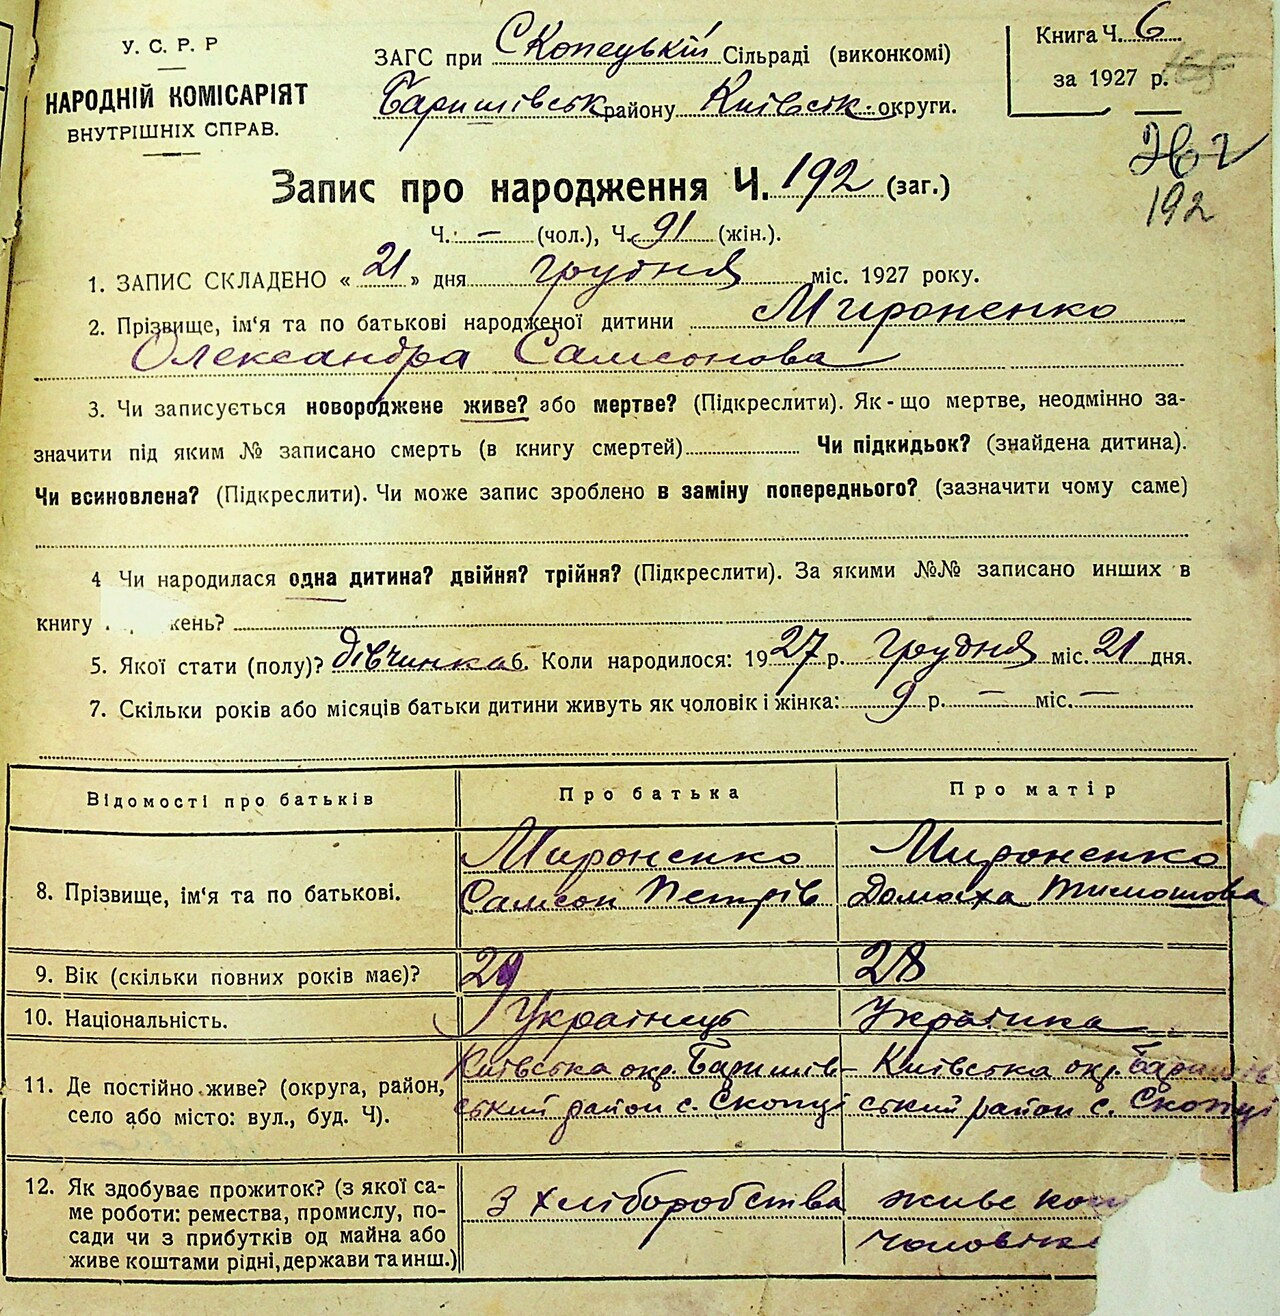 У. С. Р. Р
НАРОДНІЙ КОМІСАРІЯТ
ВНУТРІШНІХ СПРАВ.
ЗАГС при Скопецькій Сільраді (виконкомі)
Баришівськ району Київськ. округи.
Книга Ч. 6
за 1927 р.
192
Запис про народження Ч. 192 (заг.)
Ч. — (чол.), Ч. 91 (жін.).
1. ЗАПИС СКЛАДЕНО « 21 » дня грудня міс. 1927 року.
2. Прізвище, ім'я та по батькові народженої дитини Мироненко
Олександра Самсонова
3. Чи записується новороджене живе? або мертве? (Підкреслити). Як-що мертве, неодмінно за-
значити під яким № записано смерть (в книгу смертей) Чи підкидьок? (знайдена дитина).
Чи всиновлена? (Підкреслити). Чи може запис зроблено в заміну попереднього? (зазначити чому саме)
4 Чи народилася одна дитина? двійня? трійня? (Підкреслити). За якими №№ записано инших в
книгу жень?
5. Якої стати (полу)? дівчинка 6. Коли народилося: 1927 р. грудня міс. 21 дня.
7. Скільки років або місяців батьки дитини живуть як чоловік і жінка: 9 р. — міс. —
Відомості про батьків Про батька Про матір
8. Прізвище, ім'я та по батькові. Мироненко Самсон Петрів Мироненко Домаха Тимошова
9. Вік (скільки повних років має)? 29 28
10. Національність. Українець Українка
11. Де постійно живе? (округа, район, Київська окр. Баришів- Київська окр. Баришів
село або місто: вул., буд. Ч). ський район с. Скопці ський район с. Скопці
12. Як здобуває прожиток? (з якої са-
ме роботи: ремества, промислу, по- З хліборобства живе
сади чи з прибутків од майна або
живе коштами рідні, держави та инш.)